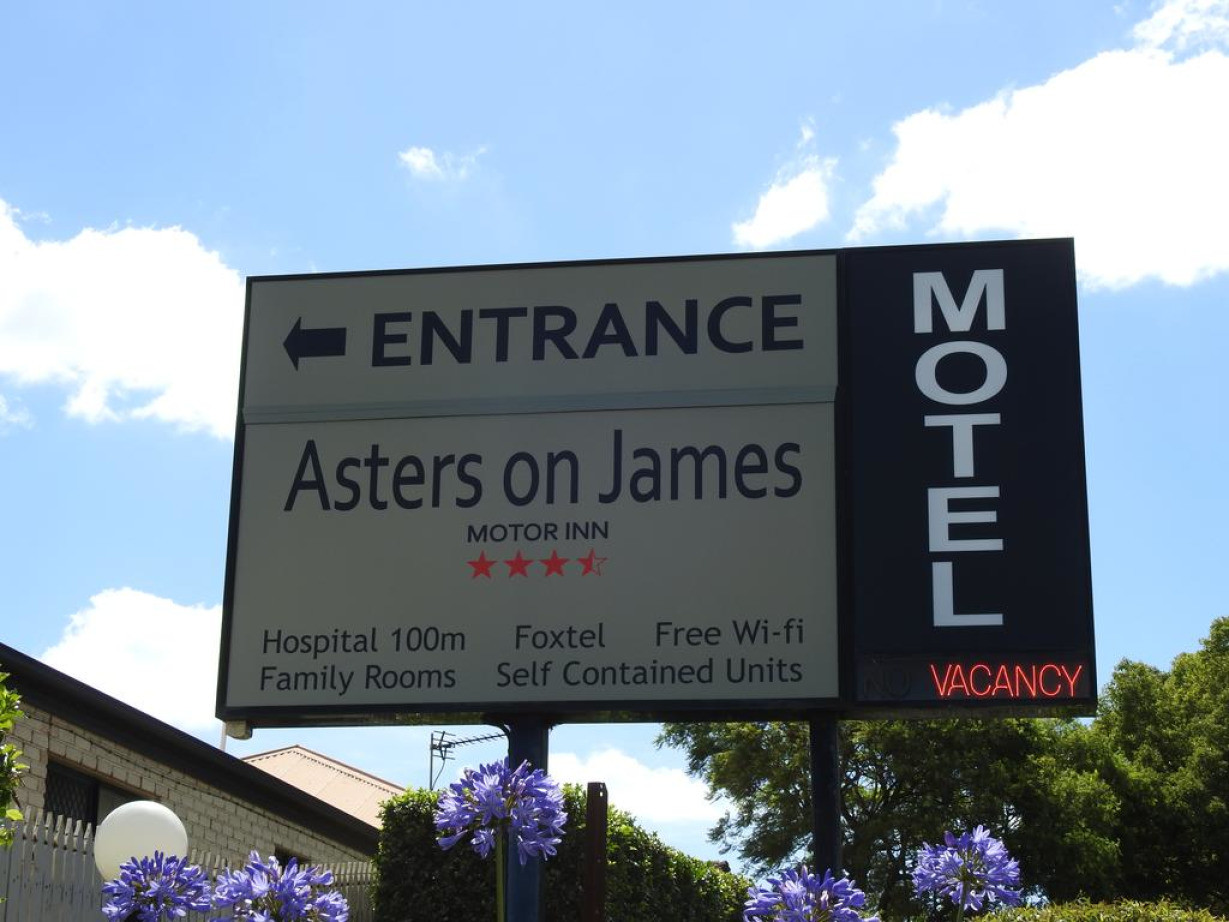 ENTRANCE
Asters on James
MOTOR INN
Hospital 100m Foxtel Free Wi-fi
Family Rooms Self Contained Units
MOTEL
NO VACANCY